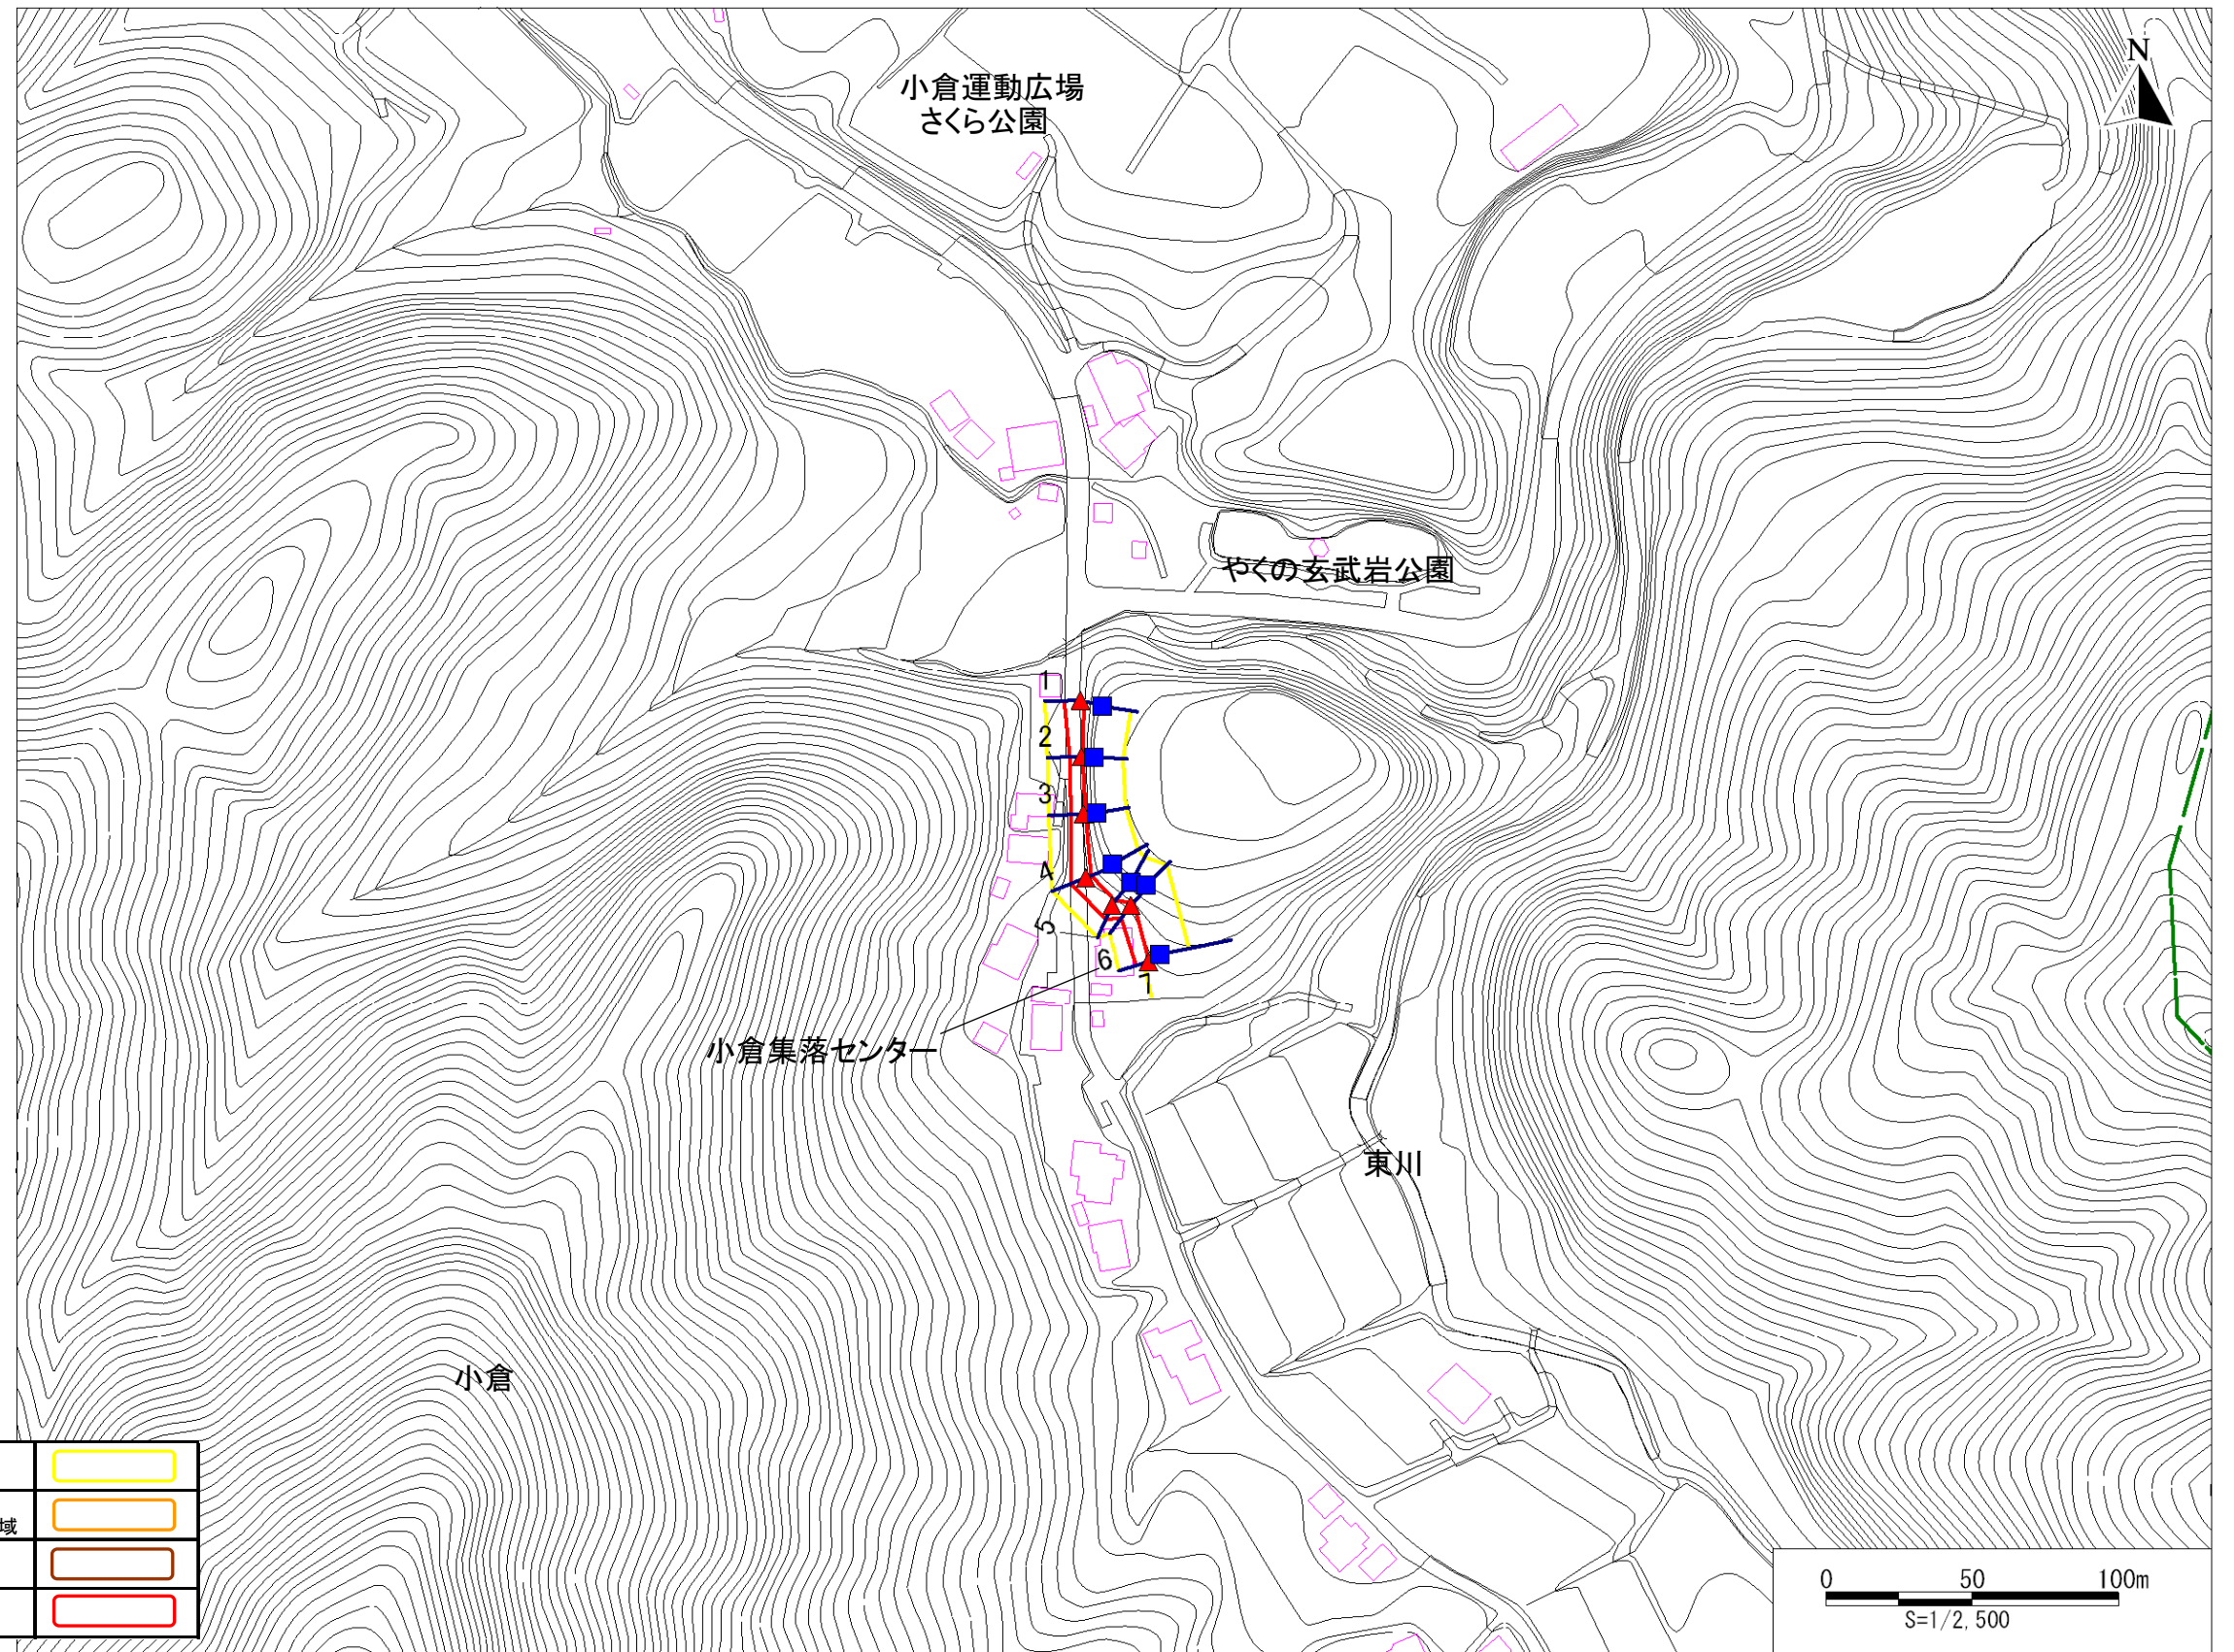 N
小倉運動広場
さくら公園
やくの玄武岩公園
1
2
3
4
5
6
7
小倉集落センター
東川
小倉
域
0 50 100m
S=1/2,500